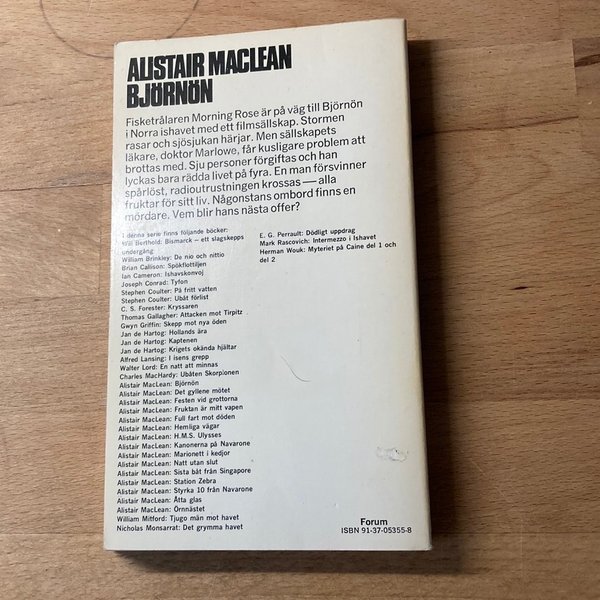 ALISTAIR MACLEAN
BJÖRNÖN
Fisketrålaren Morning Rose är på väg till Björnön
i Norra ishavet med ett filmsällskap. Stormen
rasar och sjösjukan härjar. Men sällskapets
läkare, doktor Marlowe, får kusligare problem att
brottas med. Sju personer förgiftas och han
lyckas bara rädda livet på fyra. En man försvinner
spårlöst, radioutrustningen krossas — alla
fruktar för sitt liv. Någonstans ombord finns en
mördare. Vem blir hans nästa offer?
I denna serie finns följande böcker:
Will Berthold: Bismarck – ett slagskepps
undergång
William Brinkley: De nio och nittio
Brian Callison: Spökflottiljen
Ian Cameron: Ishavskonvoj
Joseph Conrad: Tyfon
Stephen Coulter: På fritt vatten
Stephen Coulter: Ubåt förlist
C. S. Forester: Kryssaren
Thomas Gallagher: Attacken mot Tirpitz
Gwyn Griffin: Skepp mot nya öden
Jan de Hartog: Hollands ära
Jan de Hartog: Kaptenen
Jan de Hartog: Krigets okända hjältar
Alfred Lansing: I isens grepp
Walter Lord: En natt att minnas
Charles MacHardy: Ubåten Skorpionen
Alistair MacLean: Björnön
Alistair MacLean: Det gyllene mötet
Alistair MacLean: Festen vid grottorna
Alistair MacLean: Fruktan är mitt vapen
Alistair MacLean: Full fart mot döden
Alistair MacLean: Hemliga vägar
Alistair MacLean: H.M.S. Ulysses
Alistair MacLean: Kanonerna på Navarone
Alistair MacLean: Marionett i kedjor
Alistair MacLean: Natt utan slut
Alistair MacLean: Sista båt från Singapore
Alistair MacLean: Station Zebra
Alistair MacLean: Styrka 10 från Navarone
Alistair MacLean: Åtta glas
Alistair MacLean: Örnnästet
William Mitford: Tjugo män mot havet
Nicholas Monsarrat: Det grymma havet
E. G. Perrault: Dödligt uppdrag
Mark Rascovich: Intermezzo i Ishavet
Herman Wouk: Myteriet på Caine del 1 och
del 2
Forum
ISBN 91-37-05355-8